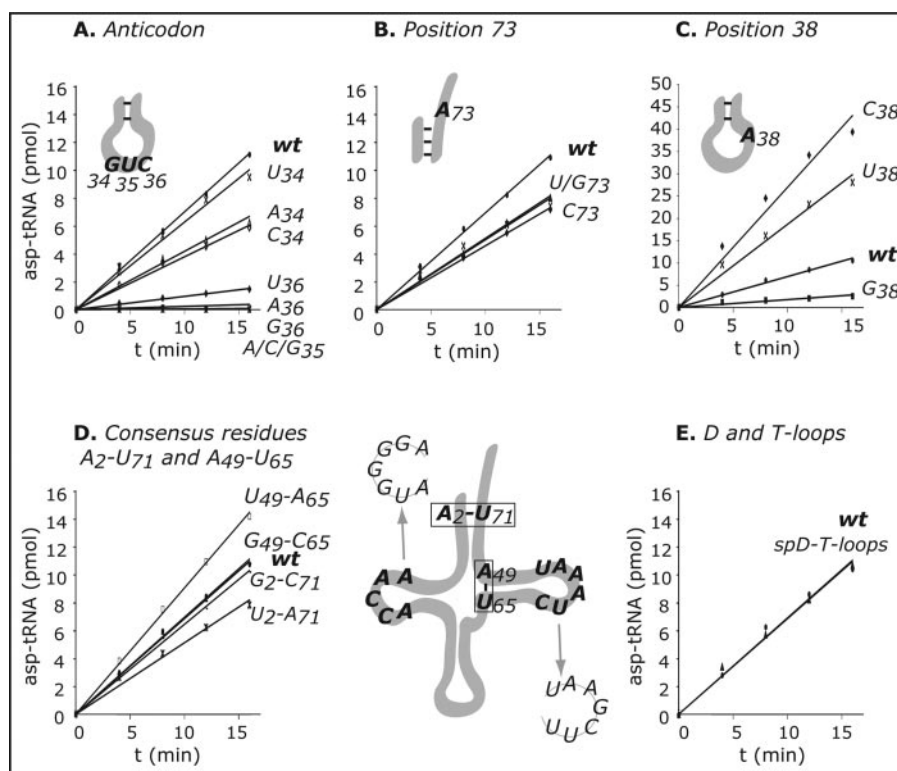 A. Anticodon
B. Position 73
C. Position 38
asp-tRNA (pmol)
16
14
12
10
8
6
4
2
0
0 5 10 15
t (min)
GUC
34 35 36
wt
U34
A34
C34
U36
A36
G36
A/C/G35
16
14
12
10
8
6
4
2
0
0 5 10 15
t (min)
A73
wt
U/G73
C73
50
45
40
35
30
25
20
15
10
5
0
0 5 10 15
t (min)
A38
C38
U38
wt
G38
D. Consensus residues
A2-U71 and A49-U65
asp-tRNA (pmol)
16
14
12
10
8
6
4
2
0
0 5 10 15
t (min)
U49-A65
G49-C65
wt
G2-C71
U2-A71
G G A
G
G U A
A2-U71
A A
C
C A
A49
U65
U A A
C U A
U A A
G
U U C
E. D and T-loops
asp-tRNA (pmol)
16
14
12
10
8
6
4
2
0
0 5 10 15
t (min)
wt
spD-T-loops